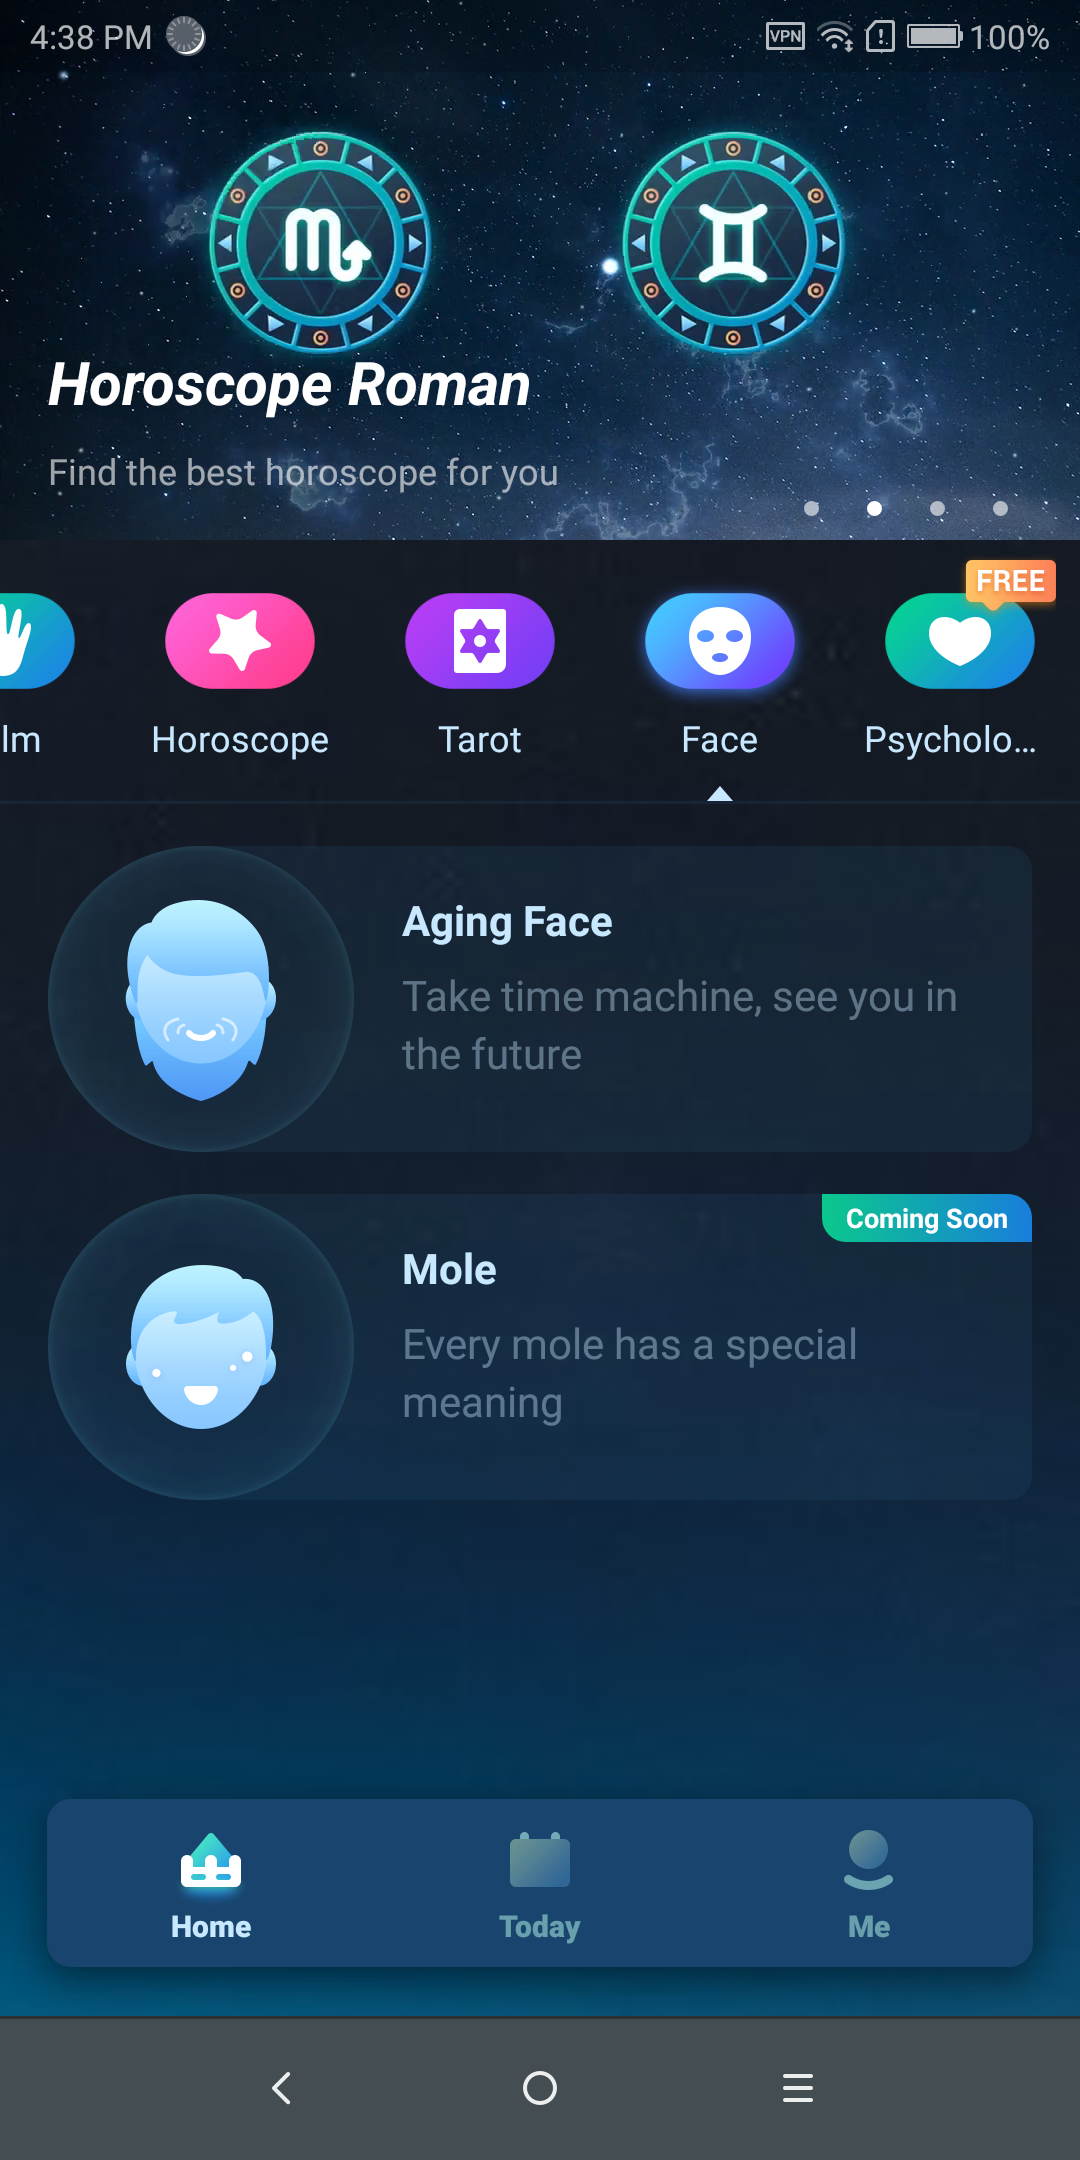 4:38 PM
VPN
100%
Horoscope Roman
Find the best horoscope for you
FREE
lm
Horoscope
Tarot
Face
Psycholo...
Aging Face
Take time machine, see you in
the future
Coming Soon
Mole
Every mole has a special
meaning
Home
Today
Me